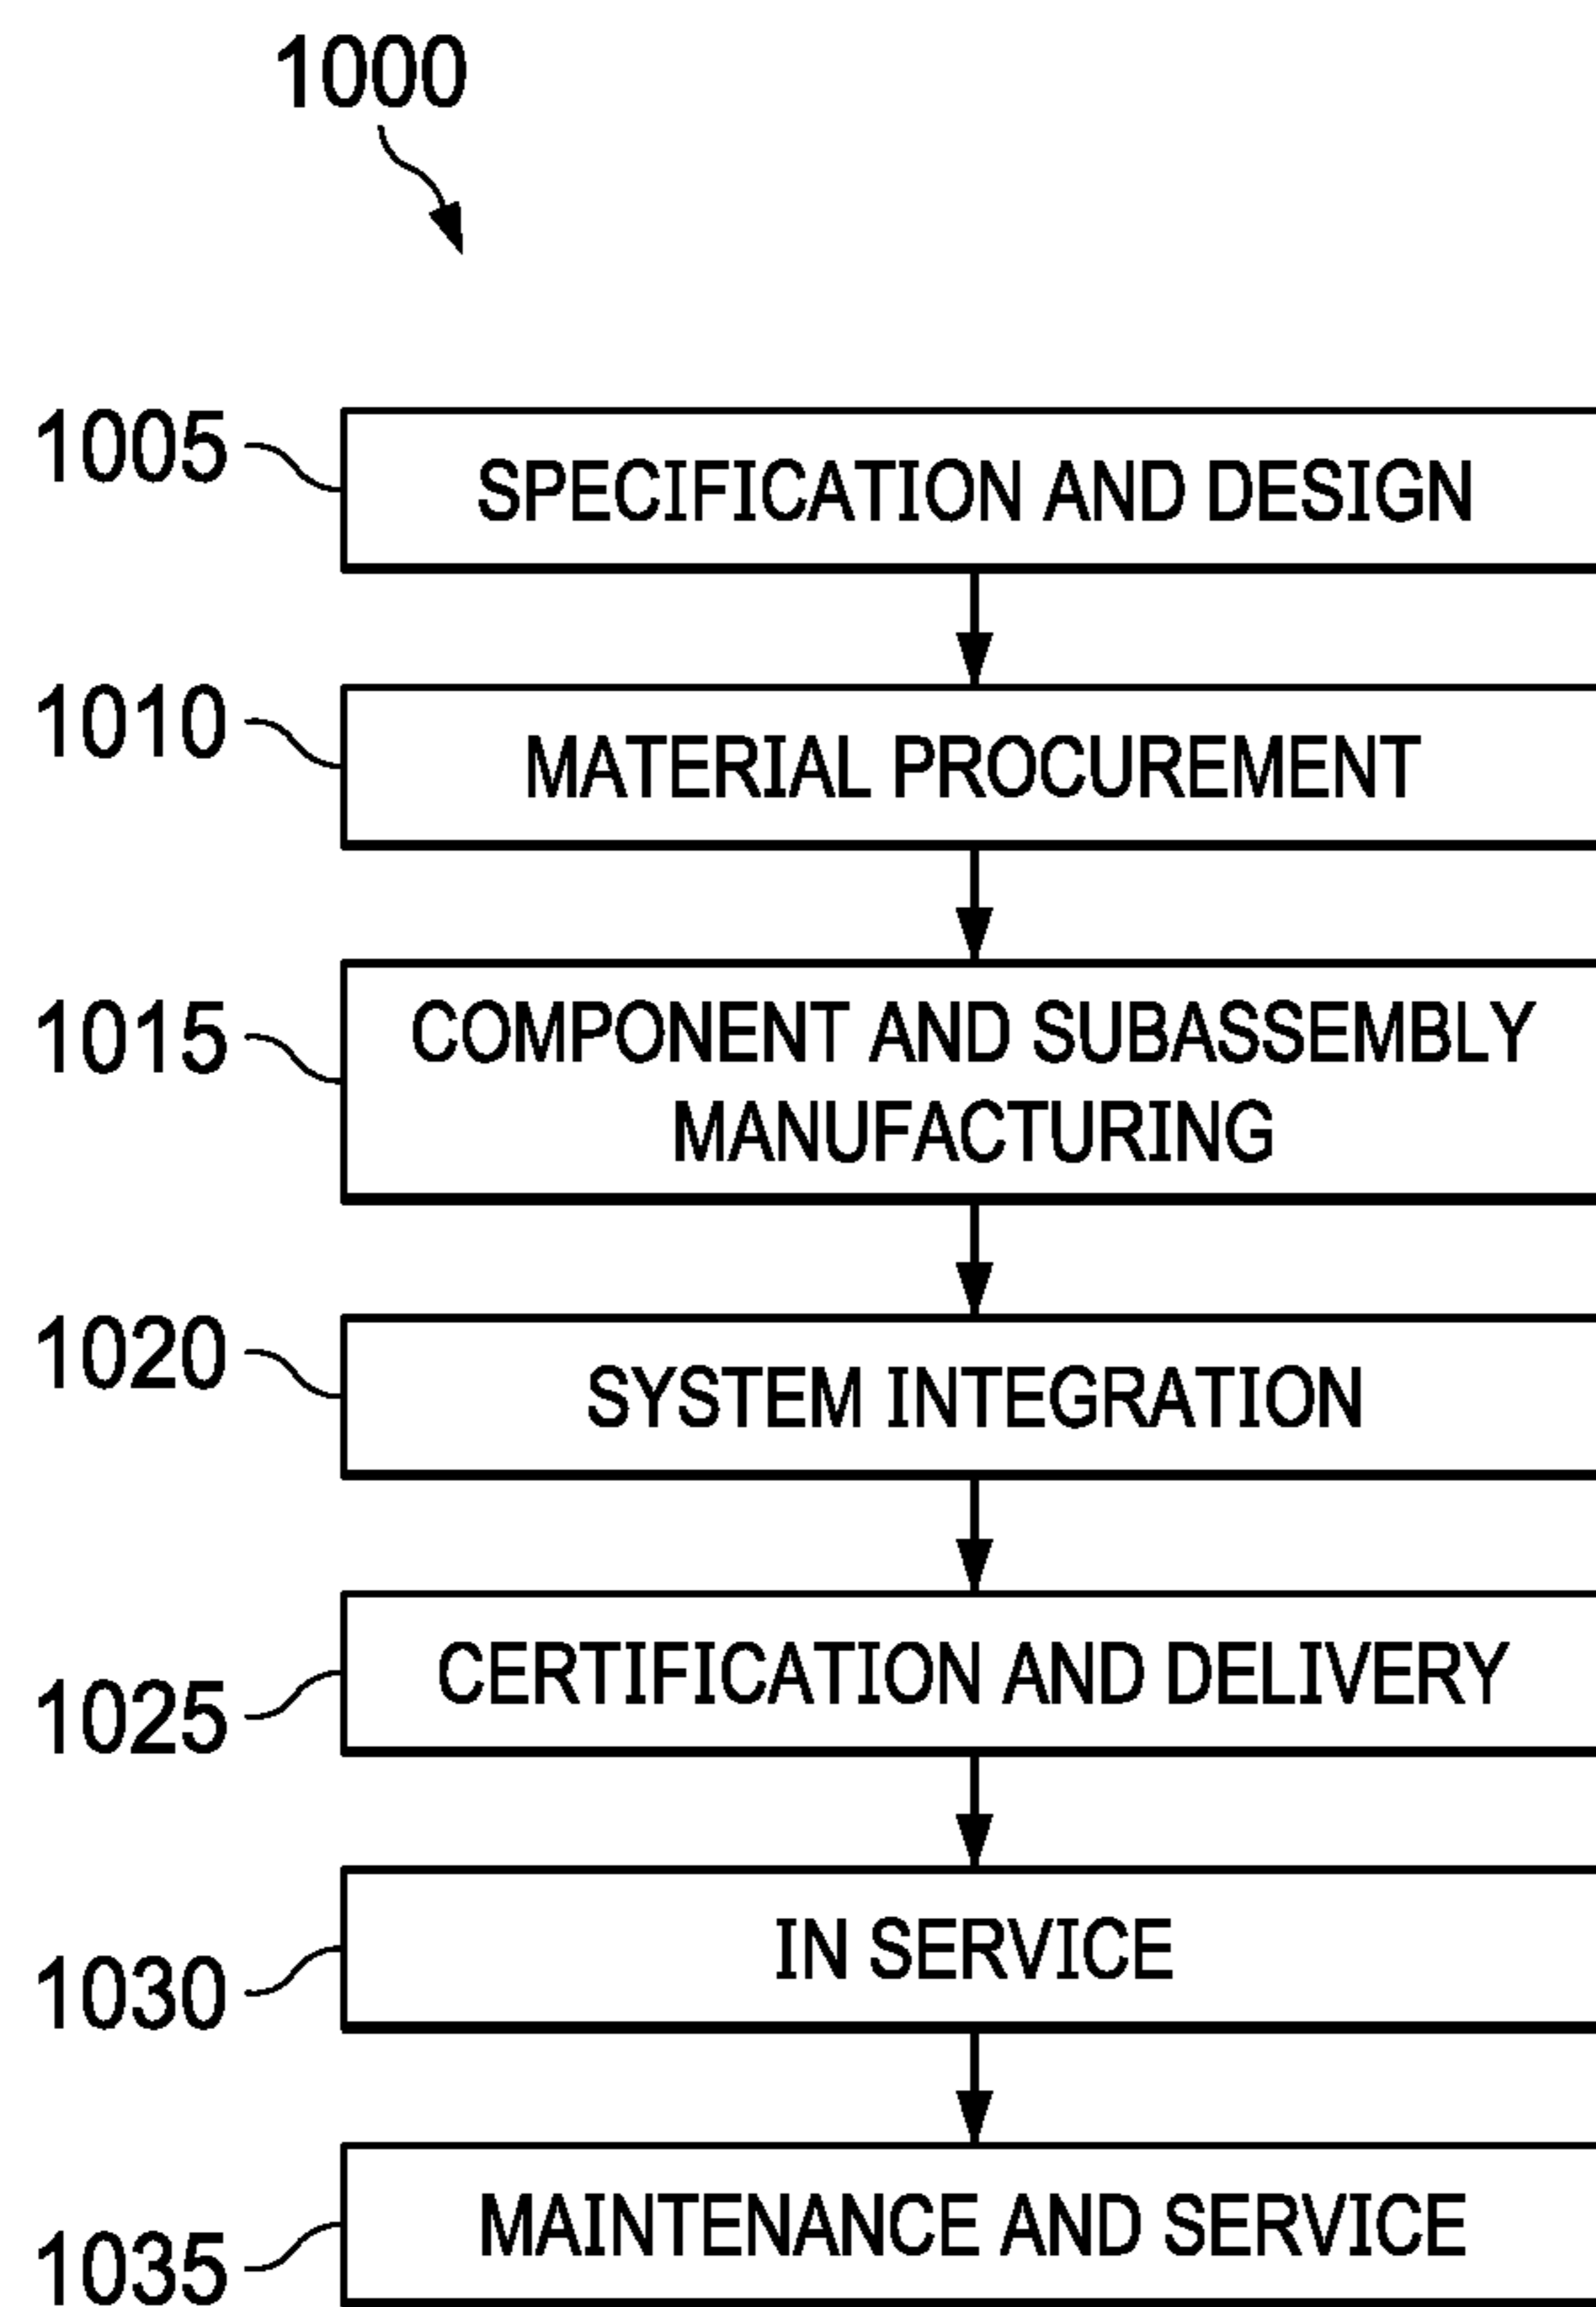 1000
1005
SPECIFICATION AND DESIGN
1010
MATERIAL PROCUREMENT
1015
COMPONENT AND SUBASSEMBLY
MANUFACTURING
1020
SYSTEM INTEGRATION
1025
CERTIFICATION AND DELIVERY
1030
IN SERVICE
1035
MAINTENANCE AND SERVICE